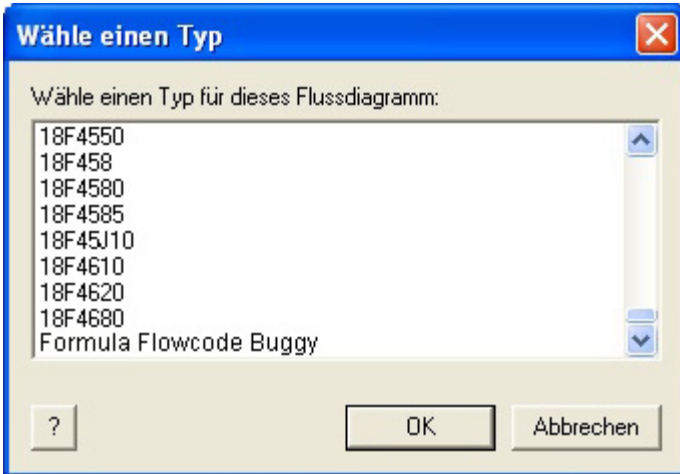 Wähle einen Typ
Wähle einen Typ für dieses Flussdiagramm:
18F4550
18F458
18F4580
18F4585
18F45J10
18F4610
18F4620
18F4680
Formula Flowcode Buggy
? OK Abbrechen